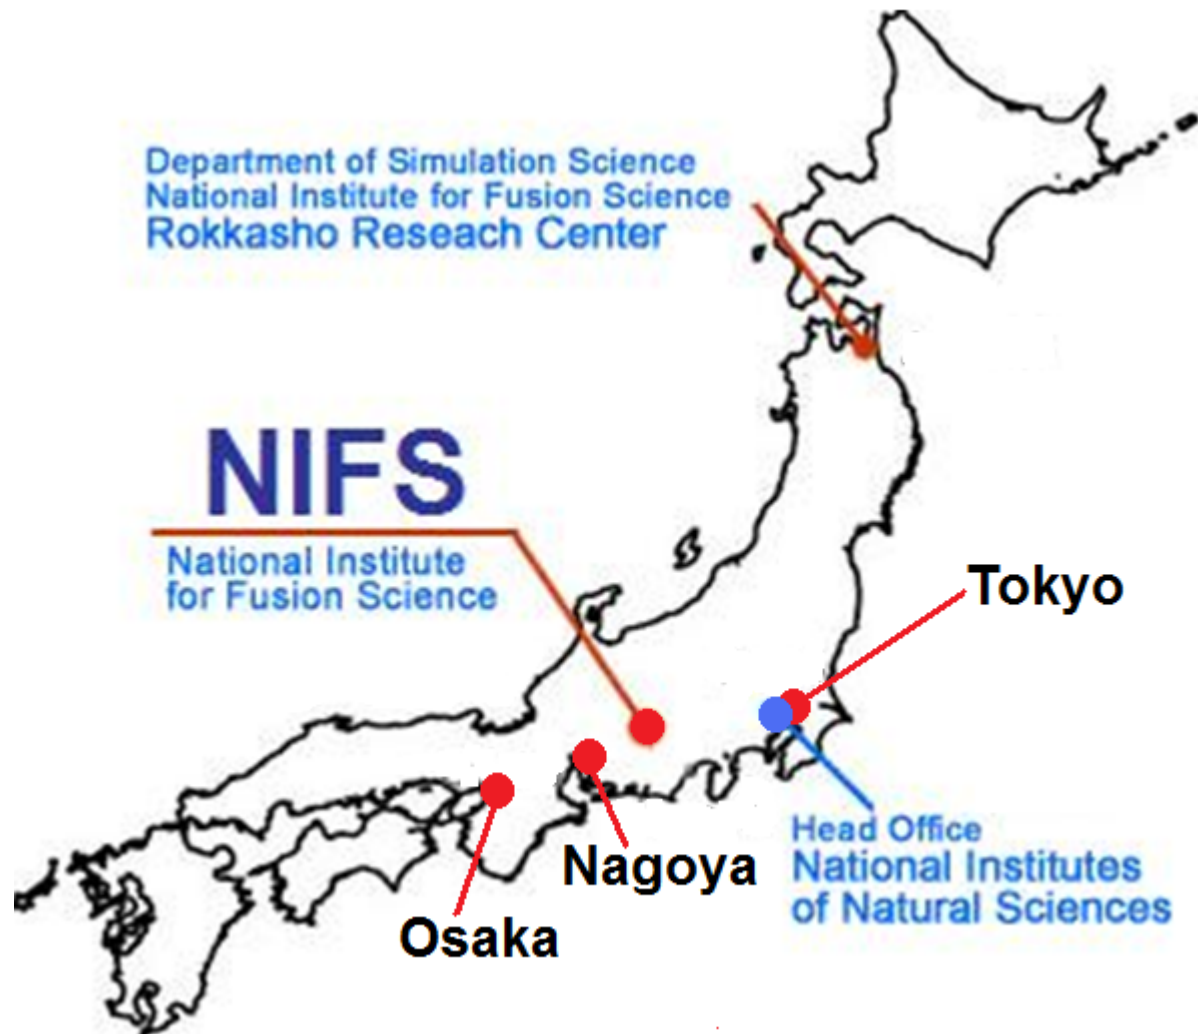 Department of Simulation Science
National Institute for Fusion Science
Rokkasho Reseach Center
NIFS
National Institute
for Fusion Science
Tokyo
Head Office
National Institutes
of Natural Sciences
Nagoya
Osaka